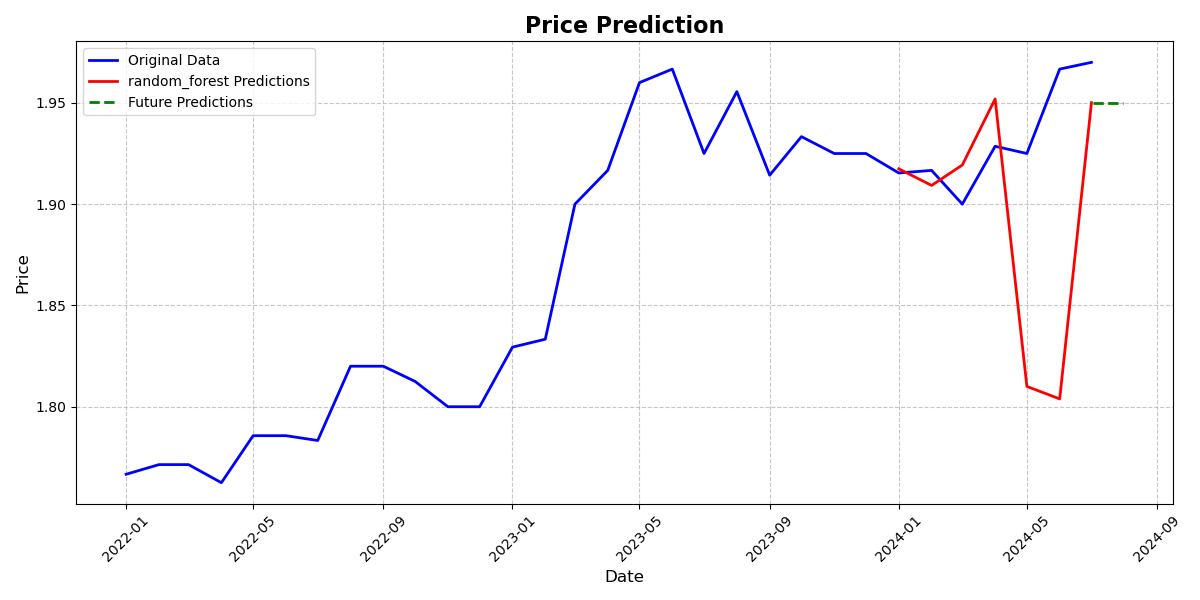 Price Prediction
Original Data
random_forest Predictions
Future Predictions
Price
1.95
1.90
1.85
1.80
2022-01
2022-05
2022-09
2023-01
2023-05
2023-09
2024-01
2024-05
2024-09
Date